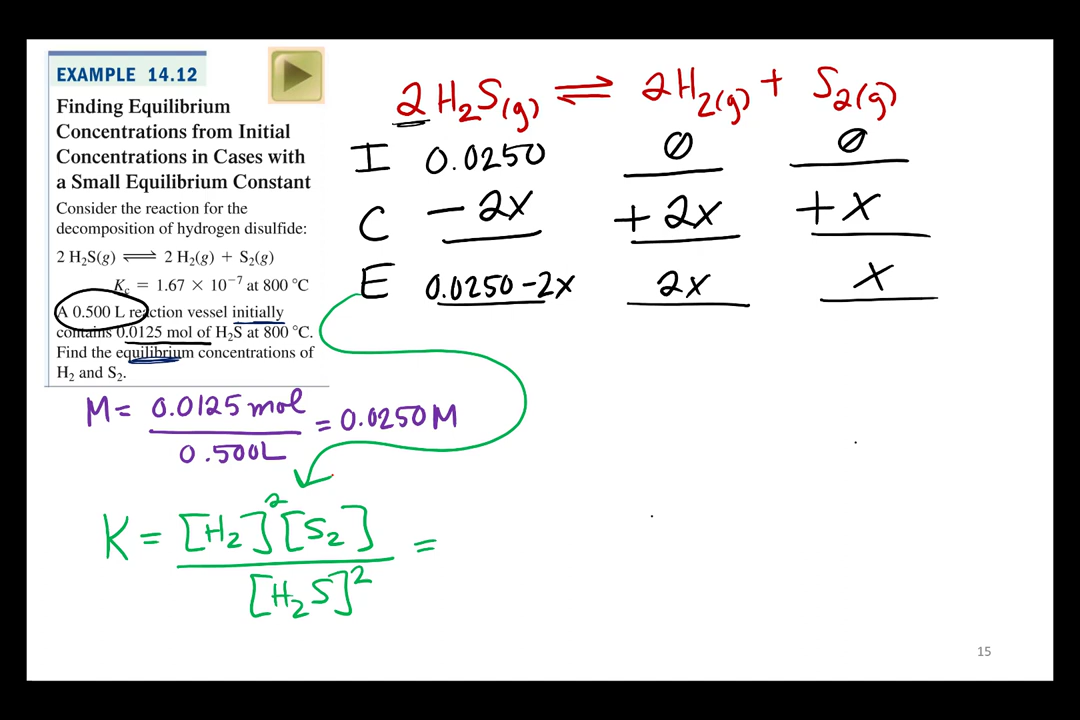 EXAMPLE 14.12
Finding Equilibrium
Concentrations from Initial
Concentrations in Cases with
a Small Equilibrium Constant
Consider the reaction for the
decomposition of hydrogen disulfide:
2 H₂S(g) ⇌ 2 H₂(g) + S₂(g)
K꜀ = 1.67 × 10⁻⁷ at 800 °C
A 0.500 L reaction vessel initially
contains 0.0125 mol of H₂S at 800 °C.
Find the equilibrium concentrations of
H₂ and S₂.
2H₂S(g) ⇌ 2H₂(g) + S₂(g)
I 0.0250 0 0
C −2x +2x +x
E 0.0250−2x 2x x
M = 0.0125 mol / 0.500L = 0.0250 M
K = [H₂]²[S₂] / [H₂S]² =
15